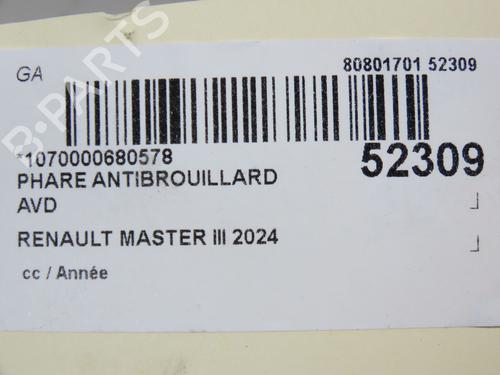 GA
80801701 52309
*1070000680578
52309
PHARE ANTIBROUILLARD
AVD
RENAULT MASTER III 2024
cc / Année
B-PARTS